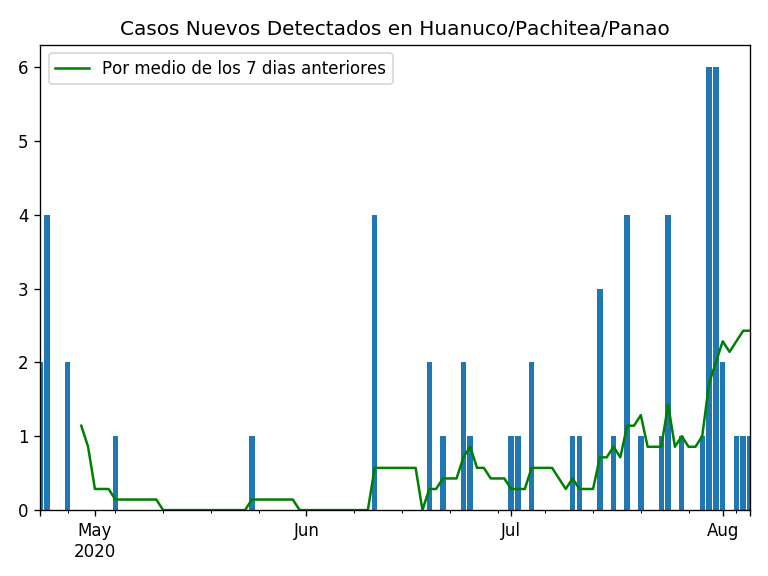 Casos Nuevos Detectados en Huanuco/Pachitea/Panao
Por medio de los 7 dias anteriores
6
5
4
3
2
1
0
May Jun Jul Aug
2020